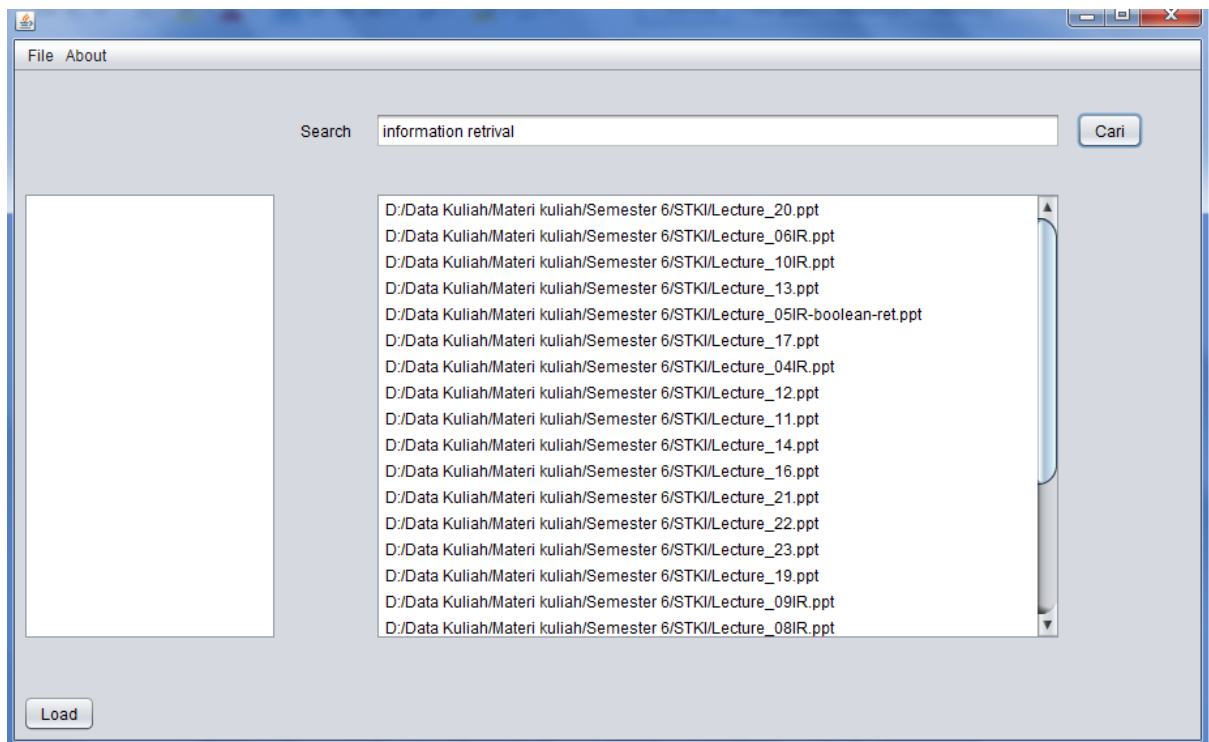 File About
Search information retrival Cari
D:/Data Kuliah/Materi kuliah/Semester 6/STKI/Lecture_20.ppt
D:/Data Kuliah/Materi kuliah/Semester 6/STKI/Lecture_06IR.ppt
D:/Data Kuliah/Materi kuliah/Semester 6/STKI/Lecture_10IR.ppt
D:/Data Kuliah/Materi kuliah/Semester 6/STKI/Lecture_13.ppt
D:/Data Kuliah/Materi kuliah/Semester 6/STKI/Lecture_05IR-boolean-ret.ppt
D:/Data Kuliah/Materi kuliah/Semester 6/STKI/Lecture_17.ppt
D:/Data Kuliah/Materi kuliah/Semester 6/STKI/Lecture_04IR.ppt
D:/Data Kuliah/Materi kuliah/Semester 6/STKI/Lecture_12.ppt
D:/Data Kuliah/Materi kuliah/Semester 6/STKI/Lecture_11.ppt
D:/Data Kuliah/Materi kuliah/Semester 6/STKI/Lecture_14.ppt
D:/Data Kuliah/Materi kuliah/Semester 6/STKI/Lecture_16.ppt
D:/Data Kuliah/Materi kuliah/Semester 6/STKI/Lecture_21.ppt
D:/Data Kuliah/Materi kuliah/Semester 6/STKI/Lecture_22.ppt
D:/Data Kuliah/Materi kuliah/Semester 6/STKI/Lecture_23.ppt
D:/Data Kuliah/Materi kuliah/Semester 6/STKI/Lecture_19.ppt
D:/Data Kuliah/Materi kuliah/Semester 6/STKI/Lecture_09IR.ppt
D:/Data Kuliah/Materi kuliah/Semester 6/STKI/Lecture_08IR.ppt
Load